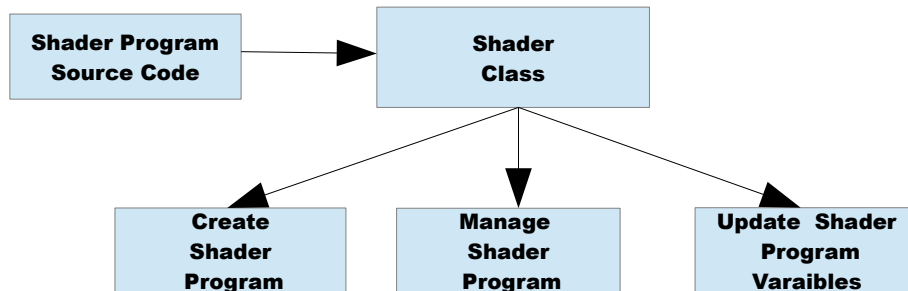 Shader Program
Source Code
Shader
Class
Create
Shader
Program
Manage
Shader
Program
Update Shader
Program
Varaibles